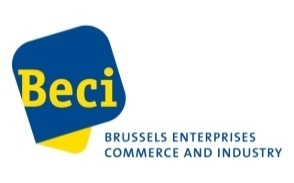 Beci
BRUSSELS ENTERPRISES
COMMERCE AND INDUSTRY